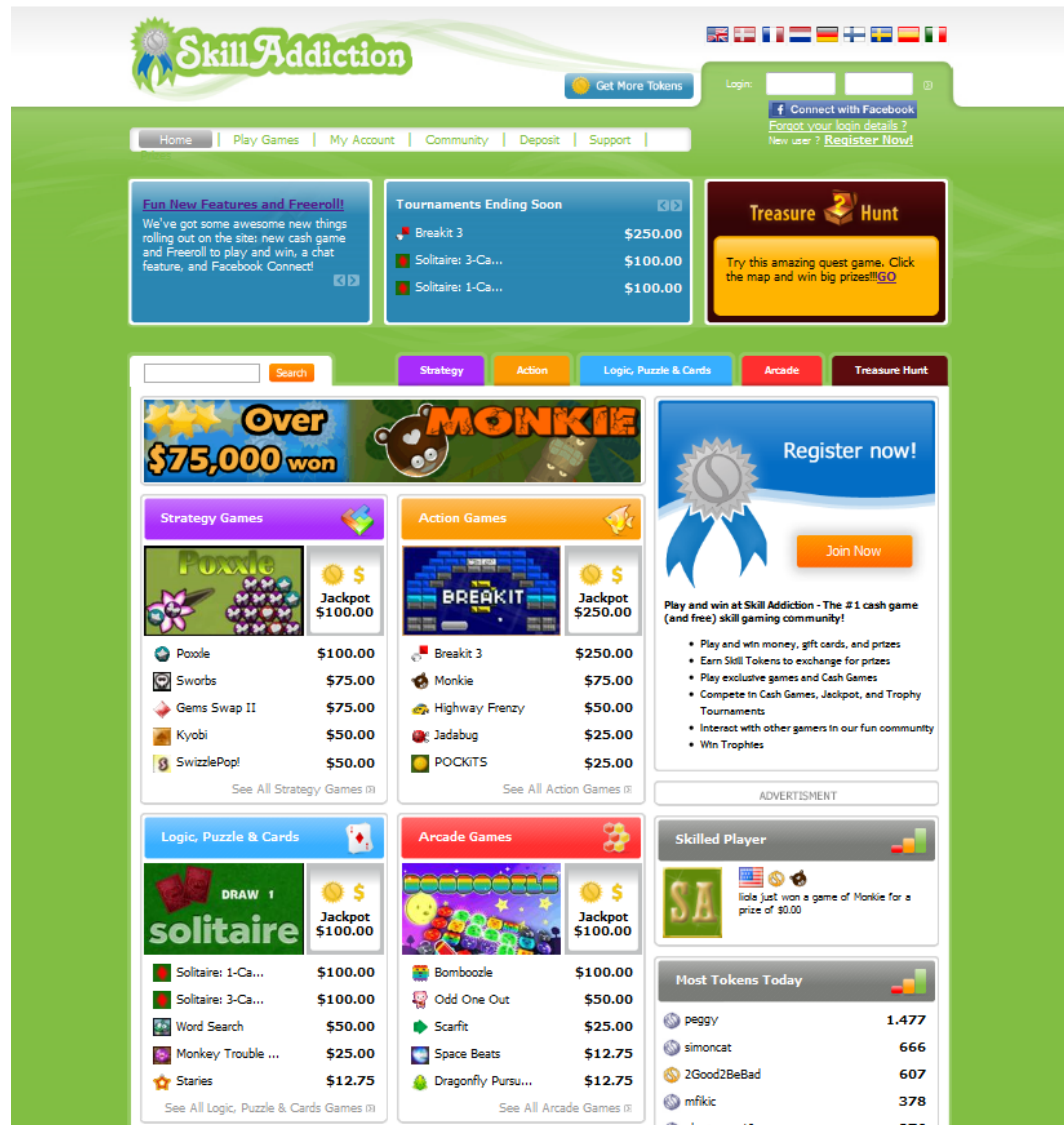 Skill Addiction
Get More Tokens
Login:
Connect with Facebook
Forgot your login details ?
New user ? Register Now!
Home
Play Games
My Account
Community
Deposit
Support
Fun New Features and Freeroll!
We've got some awesome new things
rolling out on the site: new cash game
and Freeroll to play and win, a chat
feature, and Facebook Connect!
Tournaments Ending Soon
Breakit 3 $250.00
Solitaire: 3-Ca... $100.00
Solitaire: 1-Ca... $100.00
Treasure Hunt
Try this amazing quest game. Click
the map and win big prizes!!!GO
Search
Strategy
Action
Logic, Puzzle & Cards
Arcade
Treasure Hunt
Over
$75,000 won
MONKIE
Strategy Games
Poxxle
Jackpot
$100.00
Poxxle $100.00
Sworbs $75.00
Gems Swap II $75.00
Kyobi $50.00
SwizzlePop! $50.00
See All Strategy Games
Action Games
BREAKIT
Jackpot
$250.00
Breakit 3 $250.00
Monkie $75.00
Highway Frenzy $50.00
Jadabug $25.00
POCKiTS $25.00
See All Action Games
Register now!
Join Now
Play and win at Skill Addiction - The #1 cash game
(and free) skill gaming community!
• Play and win money, gift cards, and prizes
• Earn Skill Tokens to exchange for prizes
• Play exclusive games and Cash Games
• Compete in Cash Games, Jackpot, and Trophy
Tournaments
• Interact with other gamers in our fun community
• Win Trophies
ADVERTISMENT
Logic, Puzzle & Cards
DRAW 1
solitaire
Jackpot
$100.00
Solitaire: 1-Ca... $100.00
Solitaire: 3-Ca... $100.00
Word Search $50.00
Monkey Trouble ... $25.00
Staries $12.75
See All Logic, Puzzle & Cards Games
Arcade Games
BOMBOOZLE
Jackpot
$100.00
Bomboozle $100.00
Odd One Out $50.00
Scarfit $25.00
Space Beats $12.75
Dragonfly Pursu... $12.75
See All Arcade Games
Skilled Player
SA
liola just won a game of Monkie for a
prize of $0.00
Most Tokens Today
peggy 1.477
simoncat 666
2Good2BeBad 607
mfikic 378